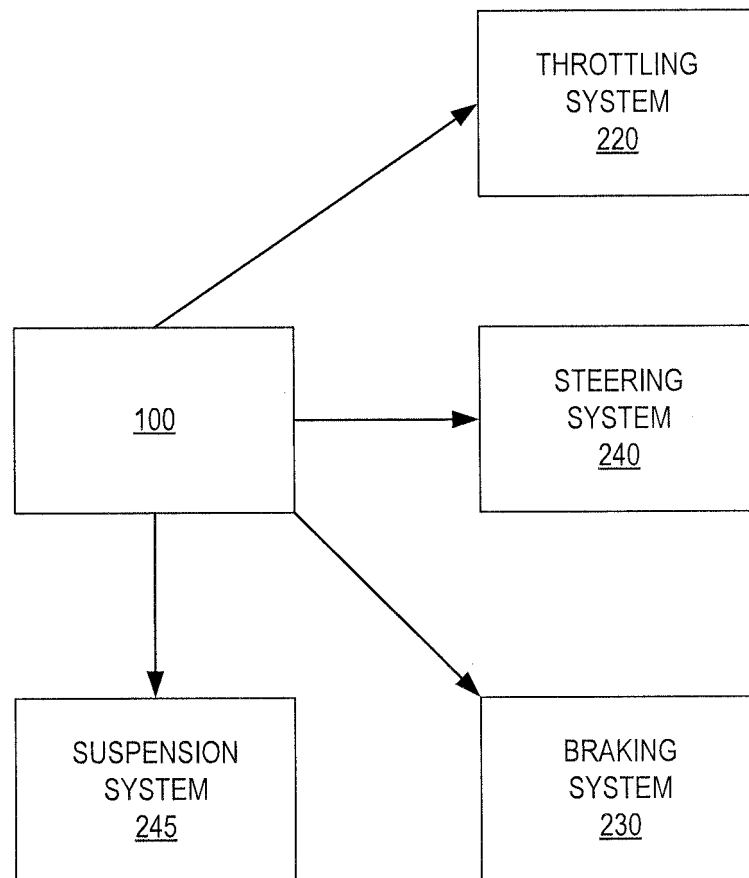 THROTTLING
SYSTEM
220
100
STEERING
SYSTEM
240
SUSPENSION
SYSTEM
245
BRAKING
SYSTEM
230